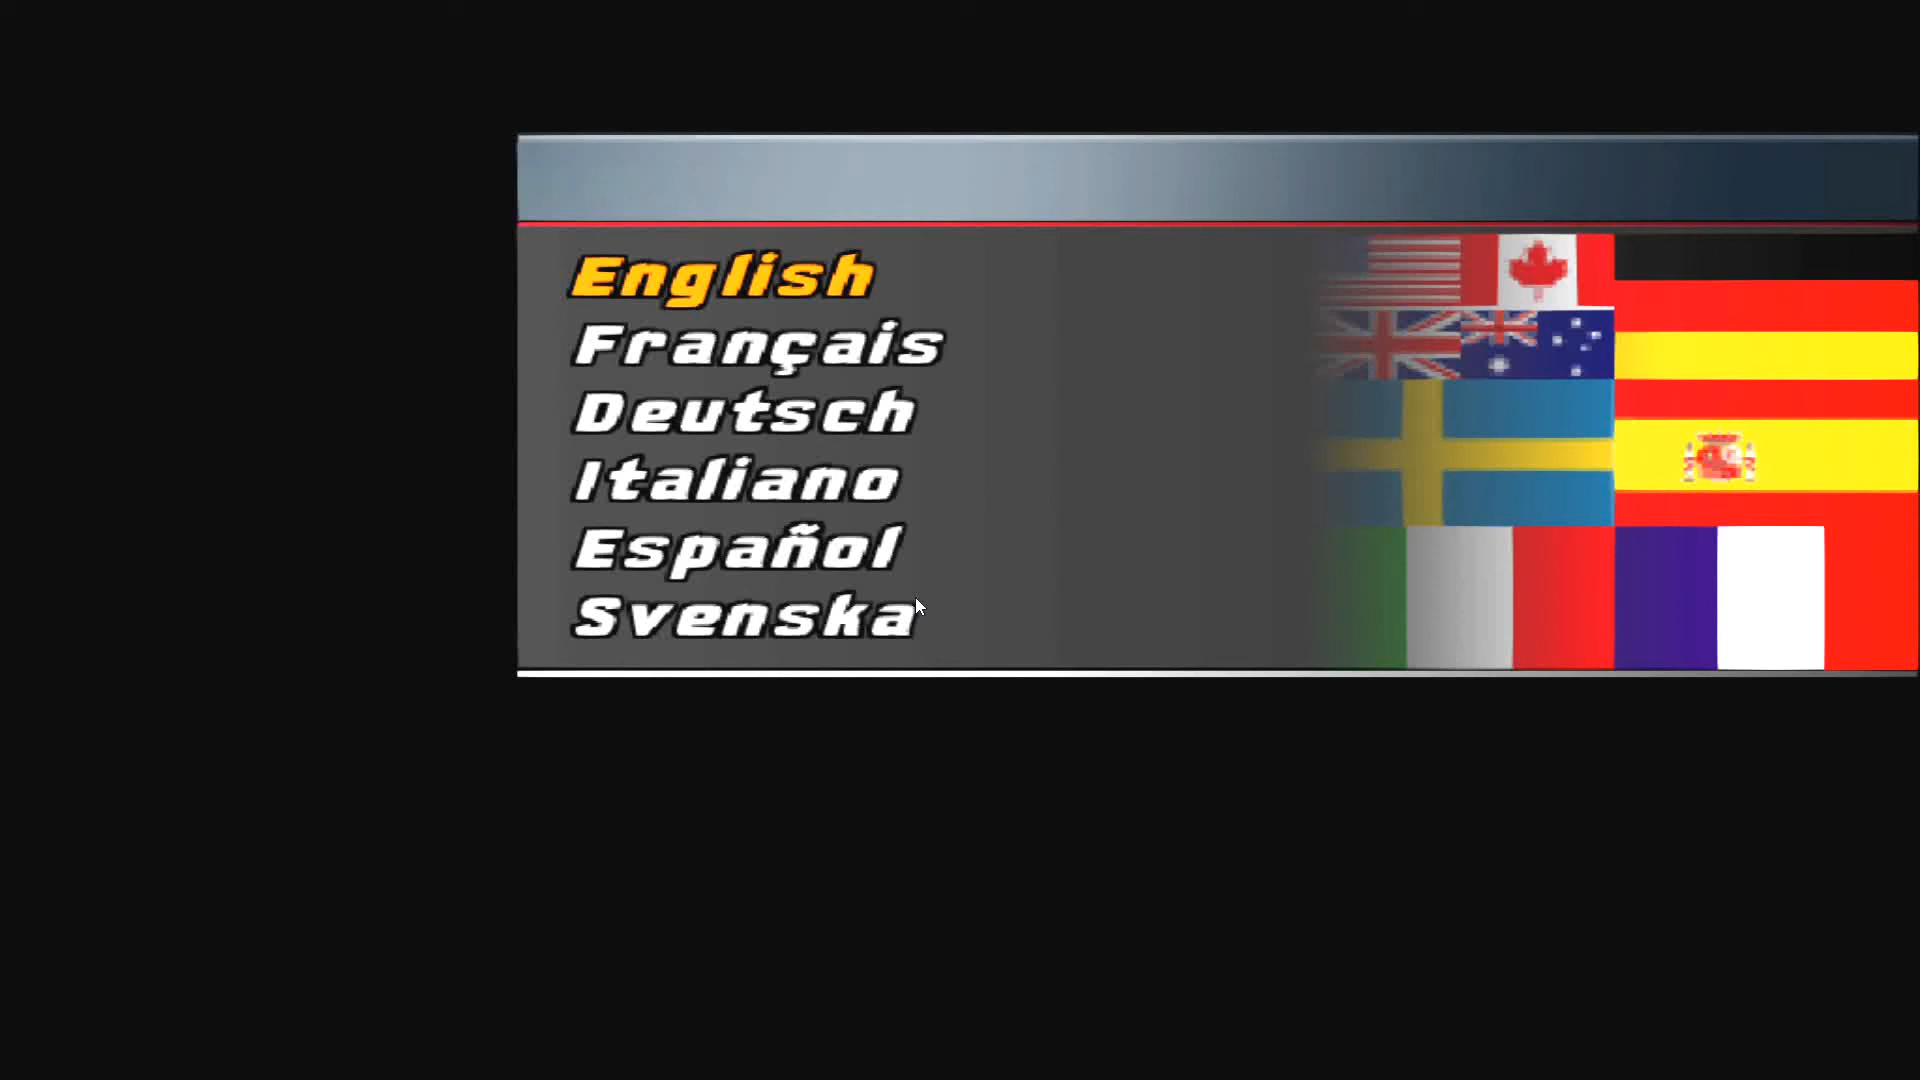 English
Français
Deutsch
Italiano
Español
Svenska